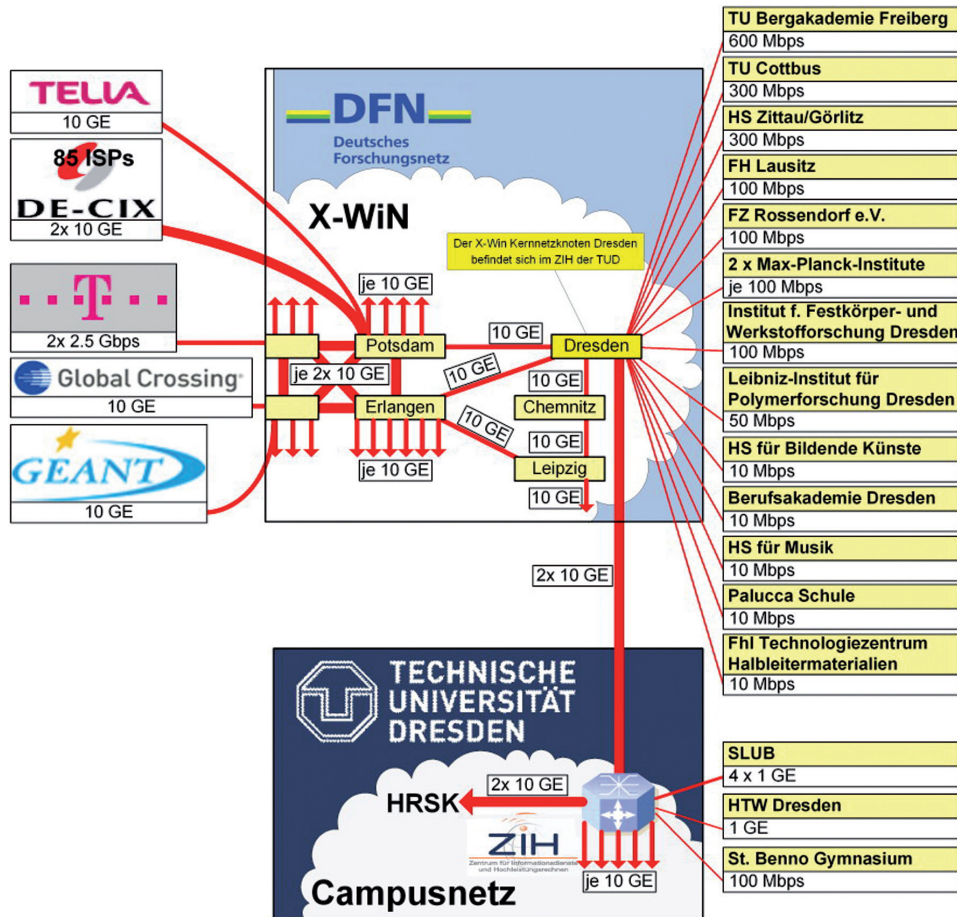 TELIA
10 GE
85 ISPs
DE-CIX
2x 10 GE
T
2x 2.5 Gbps
Global Crossing
10 GE
GEANT
10 GE
DFN
Deutsches
Forschungsnetz
X-WiN
Der X-Win Kernnetzknoten Dresden
befindet sich im ZIH der TUD
je 10 GE
10 GE
Potsdam
Dresden
je 2x 10 GE
10 GE
10 GE
Erlangen
Chemnitz
10 GE
10 GE
je 10 GE
Leipzig
10 GE
2x 10 GE
TECHNISCHE
UNIVERSITÄT
DRESDEN
2x 10 GE
HRSK
ZIH
Zentrum für Informationsdienste
und Hochleistungsrechnen
je 10 GE
Campusnetz
TU Bergakademie Freiberg
600 Mbps
TU Cottbus
300 Mbps
HS Zittau/Görlitz
300 Mbps
FH Lausitz
100 Mbps
FZ Rossendorf e.V.
100 Mbps
2 x Max-Planck-Institute
je 100 Mbps
Institut f. Festkörper- und
Werkstofforschung Dresden
100 Mbps
Leibniz-Institut für
Polymerforschung Dresden
50 Mbps
HS für Bildende Künste
10 Mbps
Berufsakademie Dresden
10 Mbps
HS für Musik
10 Mbps
Palucca Schule
10 Mbps
FhI Technologiezentrum
Halbleitermaterialien
10 Mbps
SLUB
4 x 1 GE
HTW Dresden
1 GE
St. Benno Gymnasium
100 Mbps